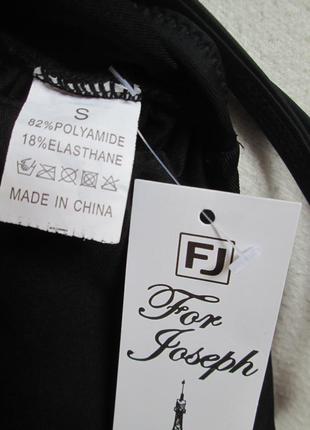 S
82%POLYAMIDE
18%ELASTHANE
MADE IN CHINA
FJ
For
Joseph